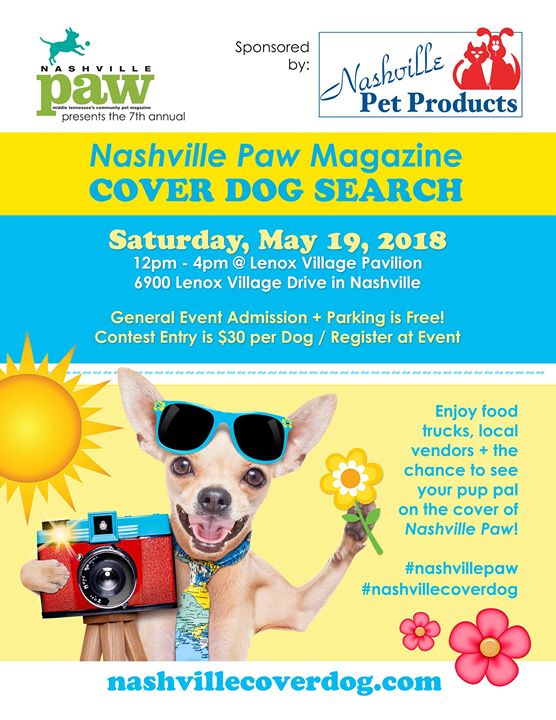 NASHVILLE
paw
middle tennessee's community pet magazine
presents the 7th annual
Sponsored
by:
Nashville
Pet Products
Nashville Paw Magazine
COVER DOG SEARCH
Saturday, May 19, 2018
12pm - 4pm @ Lenox Village Pavilion
6900 Lenox Village Drive in Nashville
General Event Admission + Parking is Free!
Contest Entry is $30 per Dog / Register at Event
Enjoy food
trucks, local
vendors + the
chance to see
your pup pal
on the cover of
Nashville Paw!
#nashvillepaw
#nashvillecoverdog
nashvillecoverdog.com